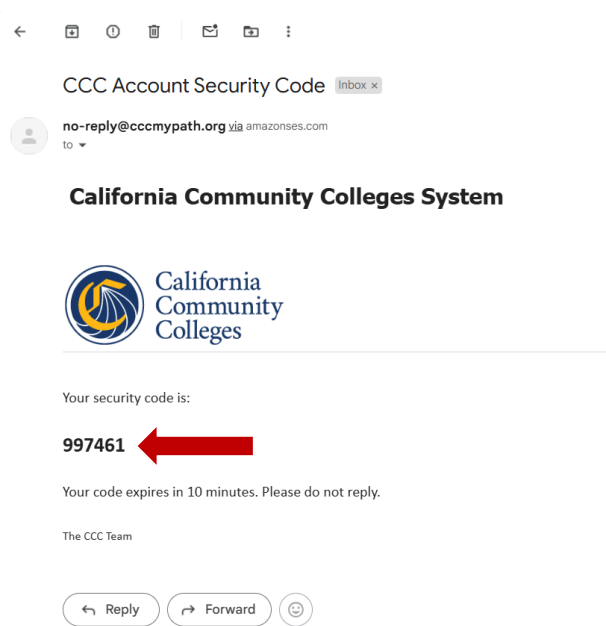 CCC Account Security Code Inbox ×
no-reply@cccmypath.org via amazonses.com
to
California Community Colleges System
California
Community
Colleges
Your security code is:
997461
Your code expires in 10 minutes. Please do not reply.
The CCC Team
Reply Forward